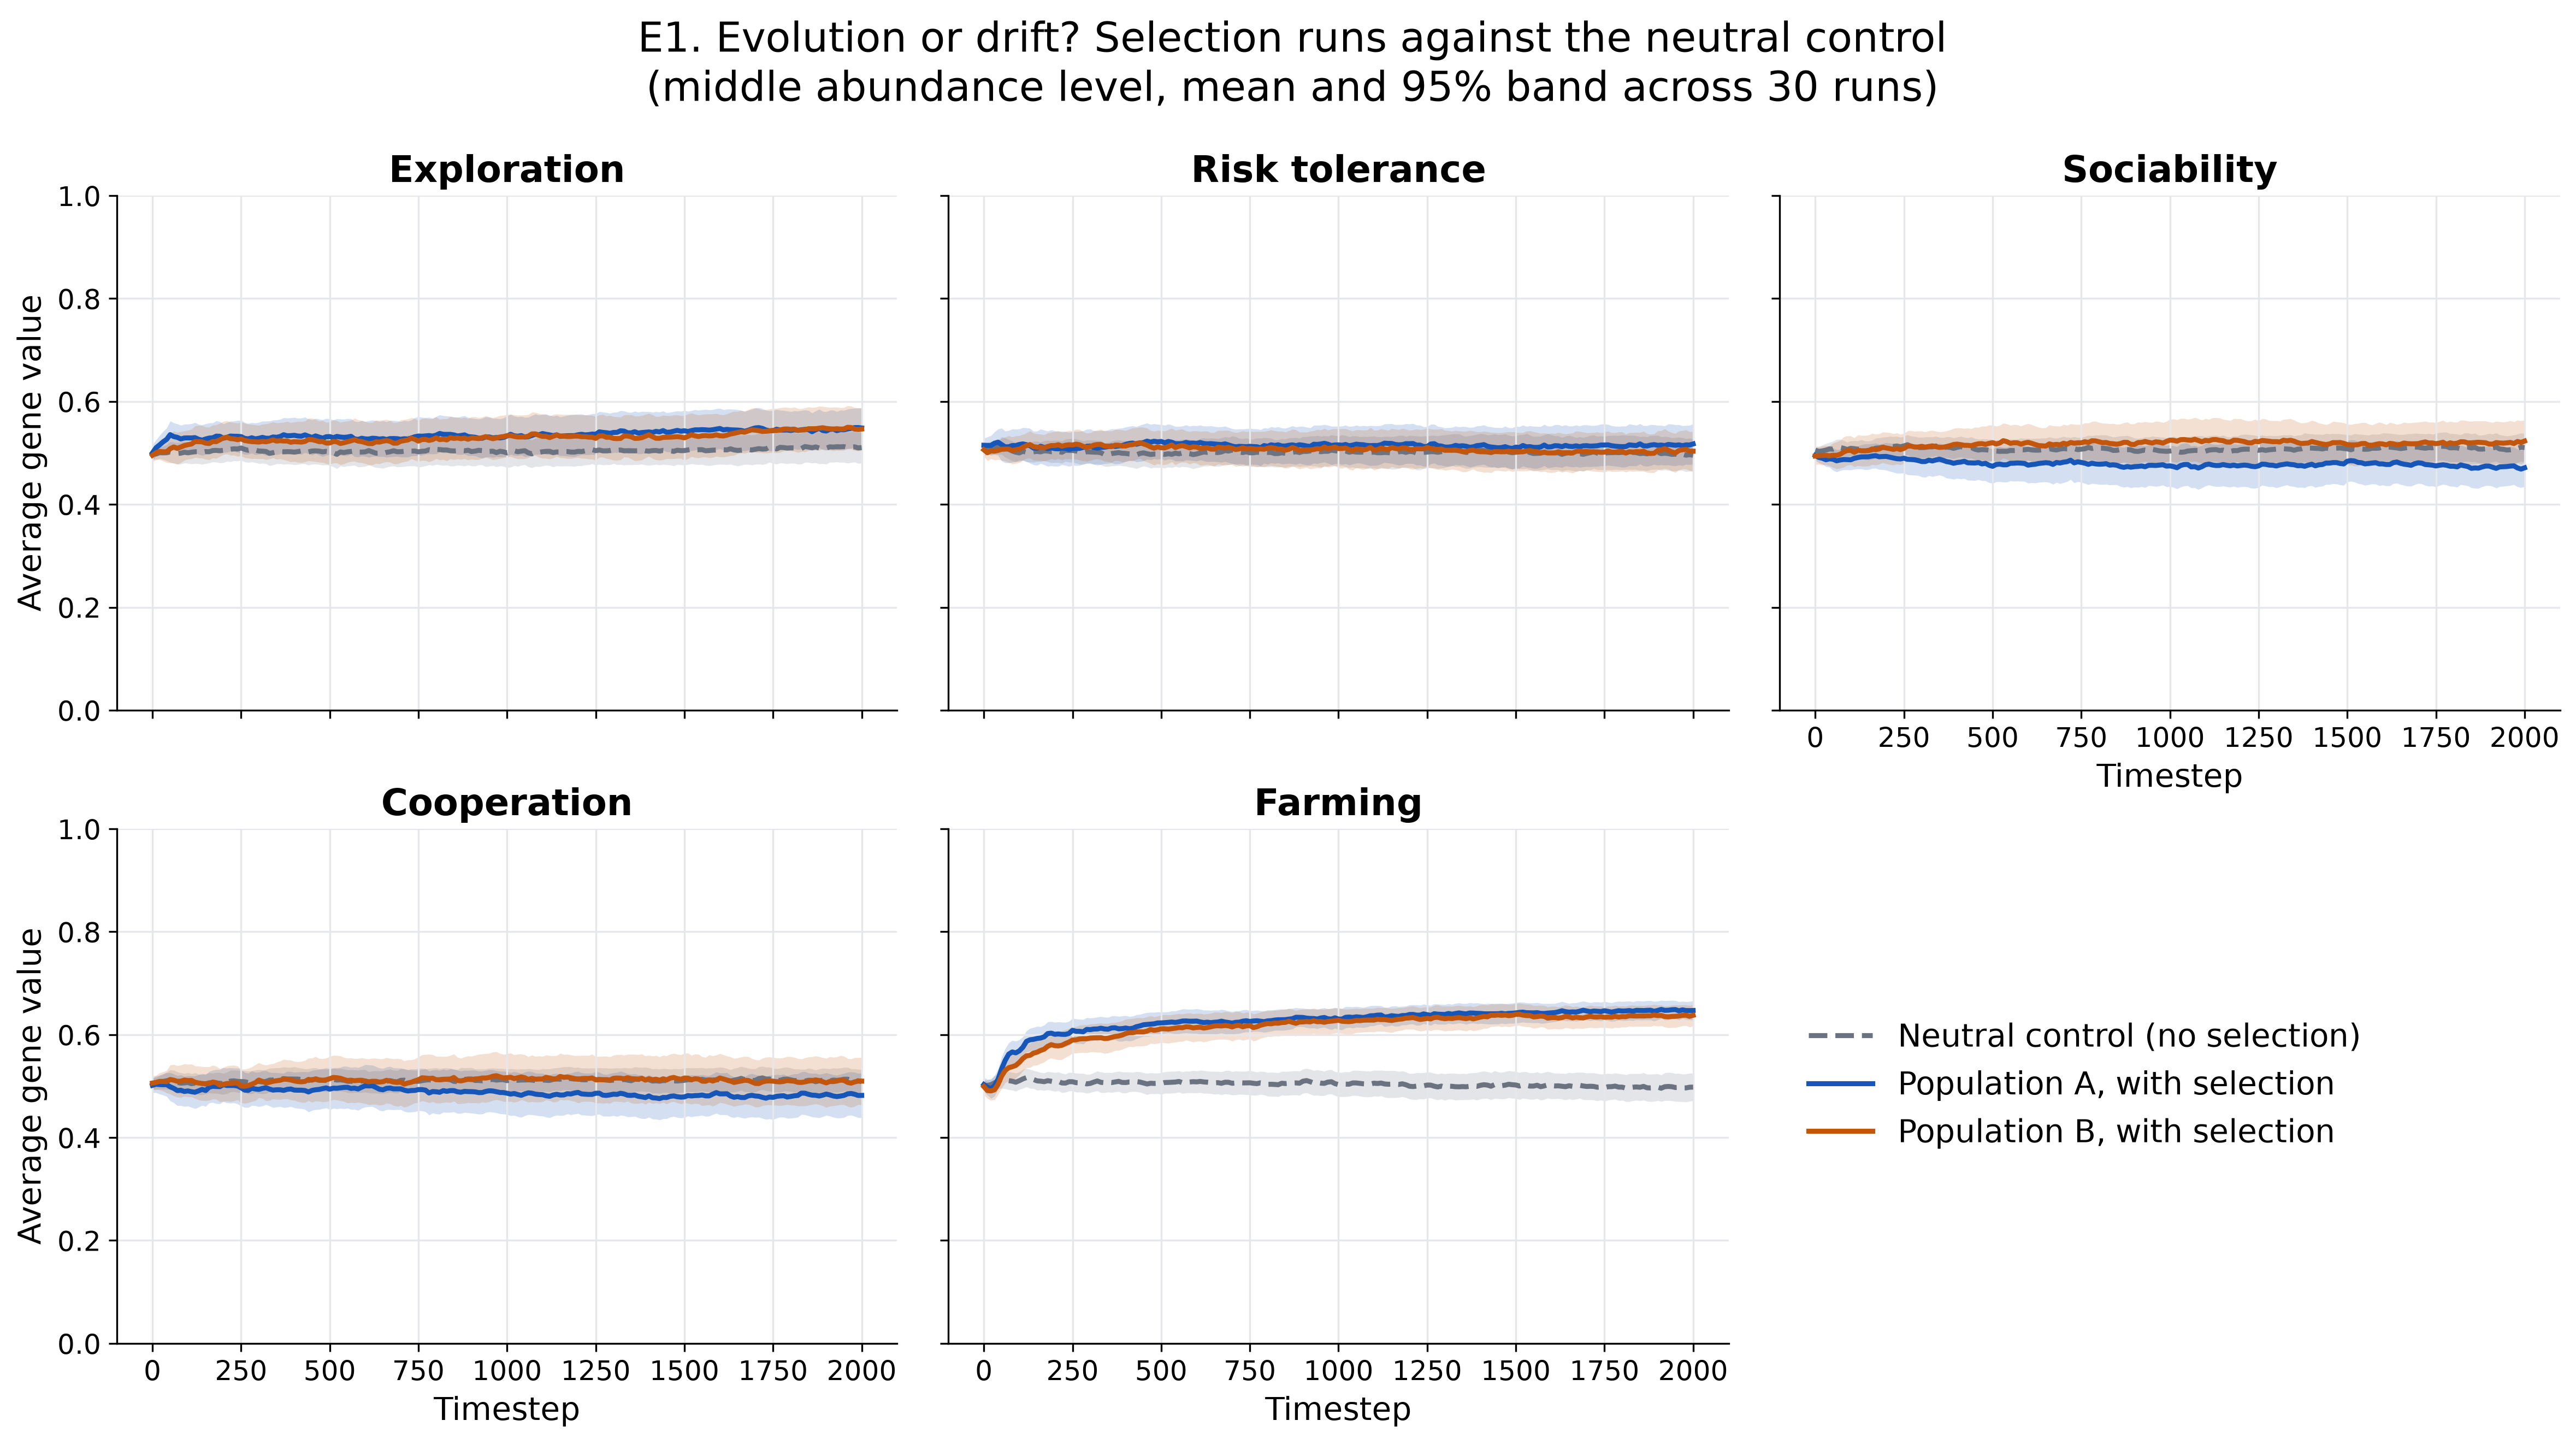 E1. Evolution or drift? Selection runs against the neutral control
(middle abundance level, mean and 95% band across 30 runs)
Exploration
Risk tolerance
Sociability
Average gene value
1.0
0.8
0.6
0.4
0.2
0.0
0 250 500 750 1000 1250 1500 1750 2000
Timestep
Cooperation
Farming
Average gene value
1.0
0.8
0.6
0.4
0.2
0.0
0 250 500 750 1000 1250 1500 1750 2000
Timestep
0 250 500 750 1000 1250 1500 1750 2000
Timestep
Neutral control (no selection)
Population A, with selection
Population B, with selection